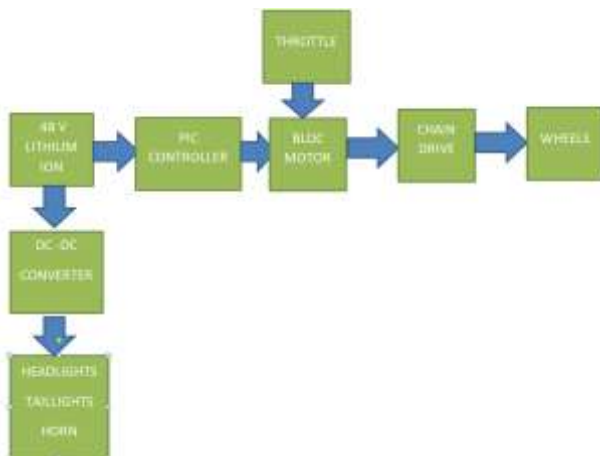 THROTTLE
48 V
LITHIUM
ION
PIC
CONTROLLER
BLDC
MOTOR
CHAIN
DRIVE
WHEELS
DC -DC
CONVERTER
HEADLIGHTS
TAILLIGHTS
HORN